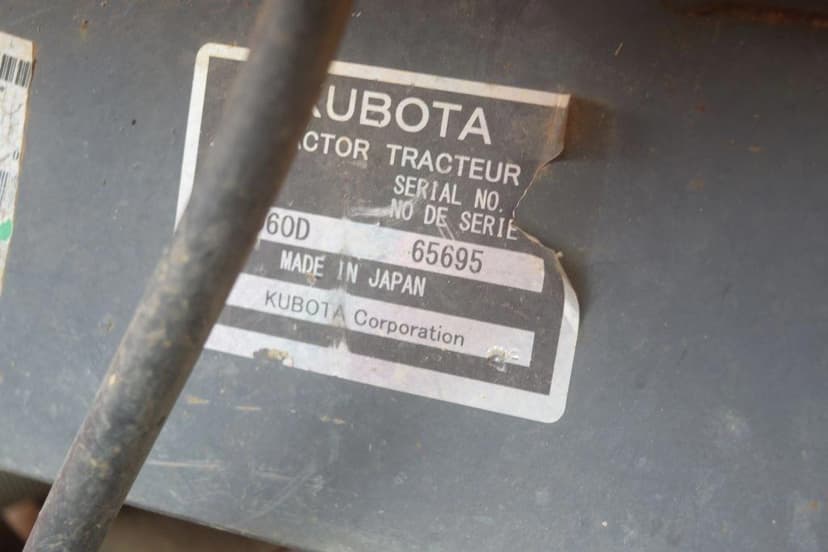 KUBOTA
ACTOR TRACTEUR
SERIAL NO.
NO DE SERIE
60D 65695
MADE IN JAPAN
KUBOTA Corporation